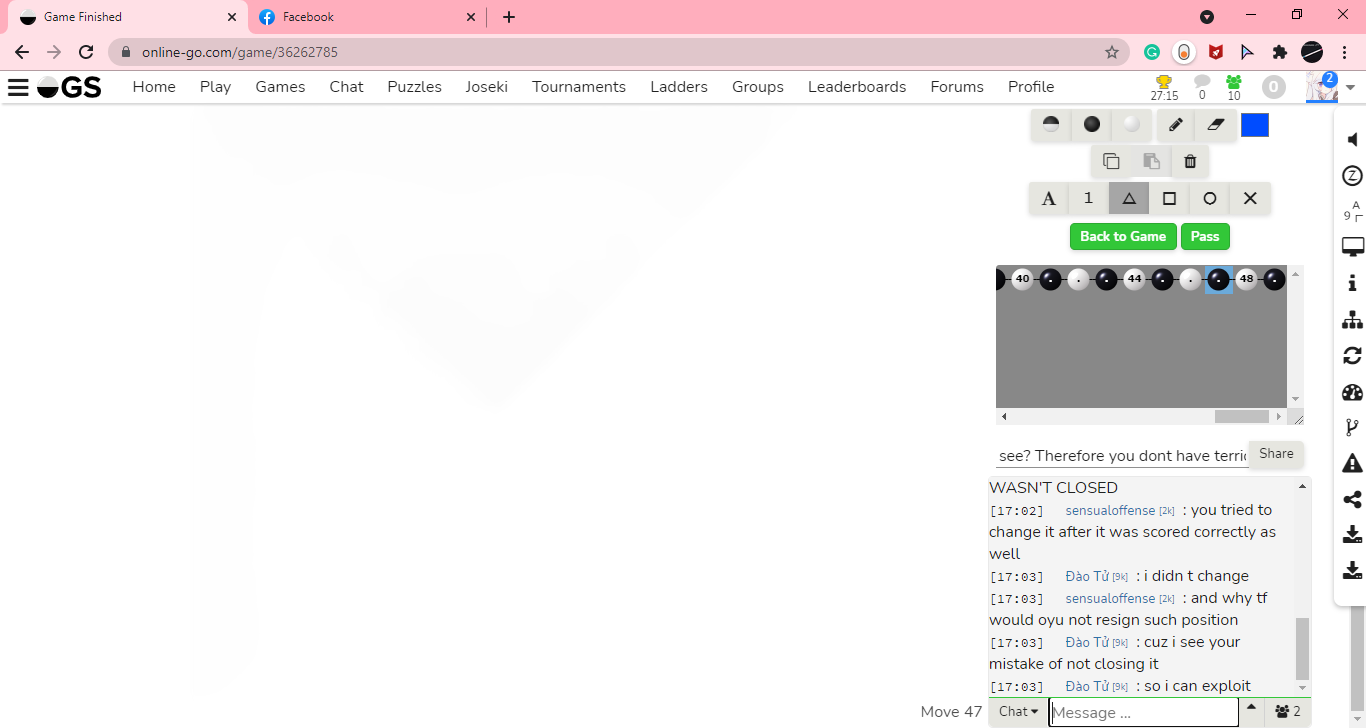 Game Finished
Facebook
online-go.com/game/36262785
GS
Home Play Games Chat Puzzles Joseki Tournaments Ladders Groups Leaderboards Forums Profile
27:15 0 10 0 2
A 1
Z
A
9
Back to Game Pass
40 44 48
see? Therefore you dont have terri
Share
WASN'T CLOSED
[17:02] sensualoffense [2k] : you tried to
change it after it was scored correctly as
well
[17:03] Đào Tử [9k] : i didn t change
[17:03] sensualoffense [2k] : and why tf
would oyu not resign such position
[17:03] Đào Tử [9k] : cuz i see your
mistake of not closing it
[17:03] Đào Tử [9k] : so i can exploit
Move 47 Chat Message ... 2